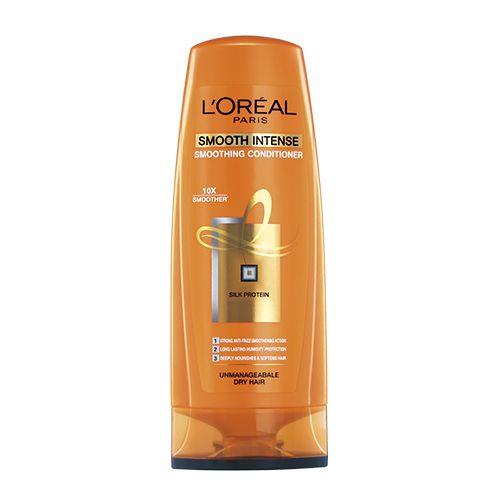 L'ORÉAL
PARIS
SMOOTH INTENSE
SMOOTHING CONDITIONER
10X
SMOOTHER*
SILK PROTEIN
1 STRONG ANTI-FRIZZ SMOOTHENING ACTION
2 LONG LASTING HUMIDITY PROTECTION
3 DEEPLY NOURISHES & SOFTENS HAIR
UNMANAGEABALE
DRY HAIR